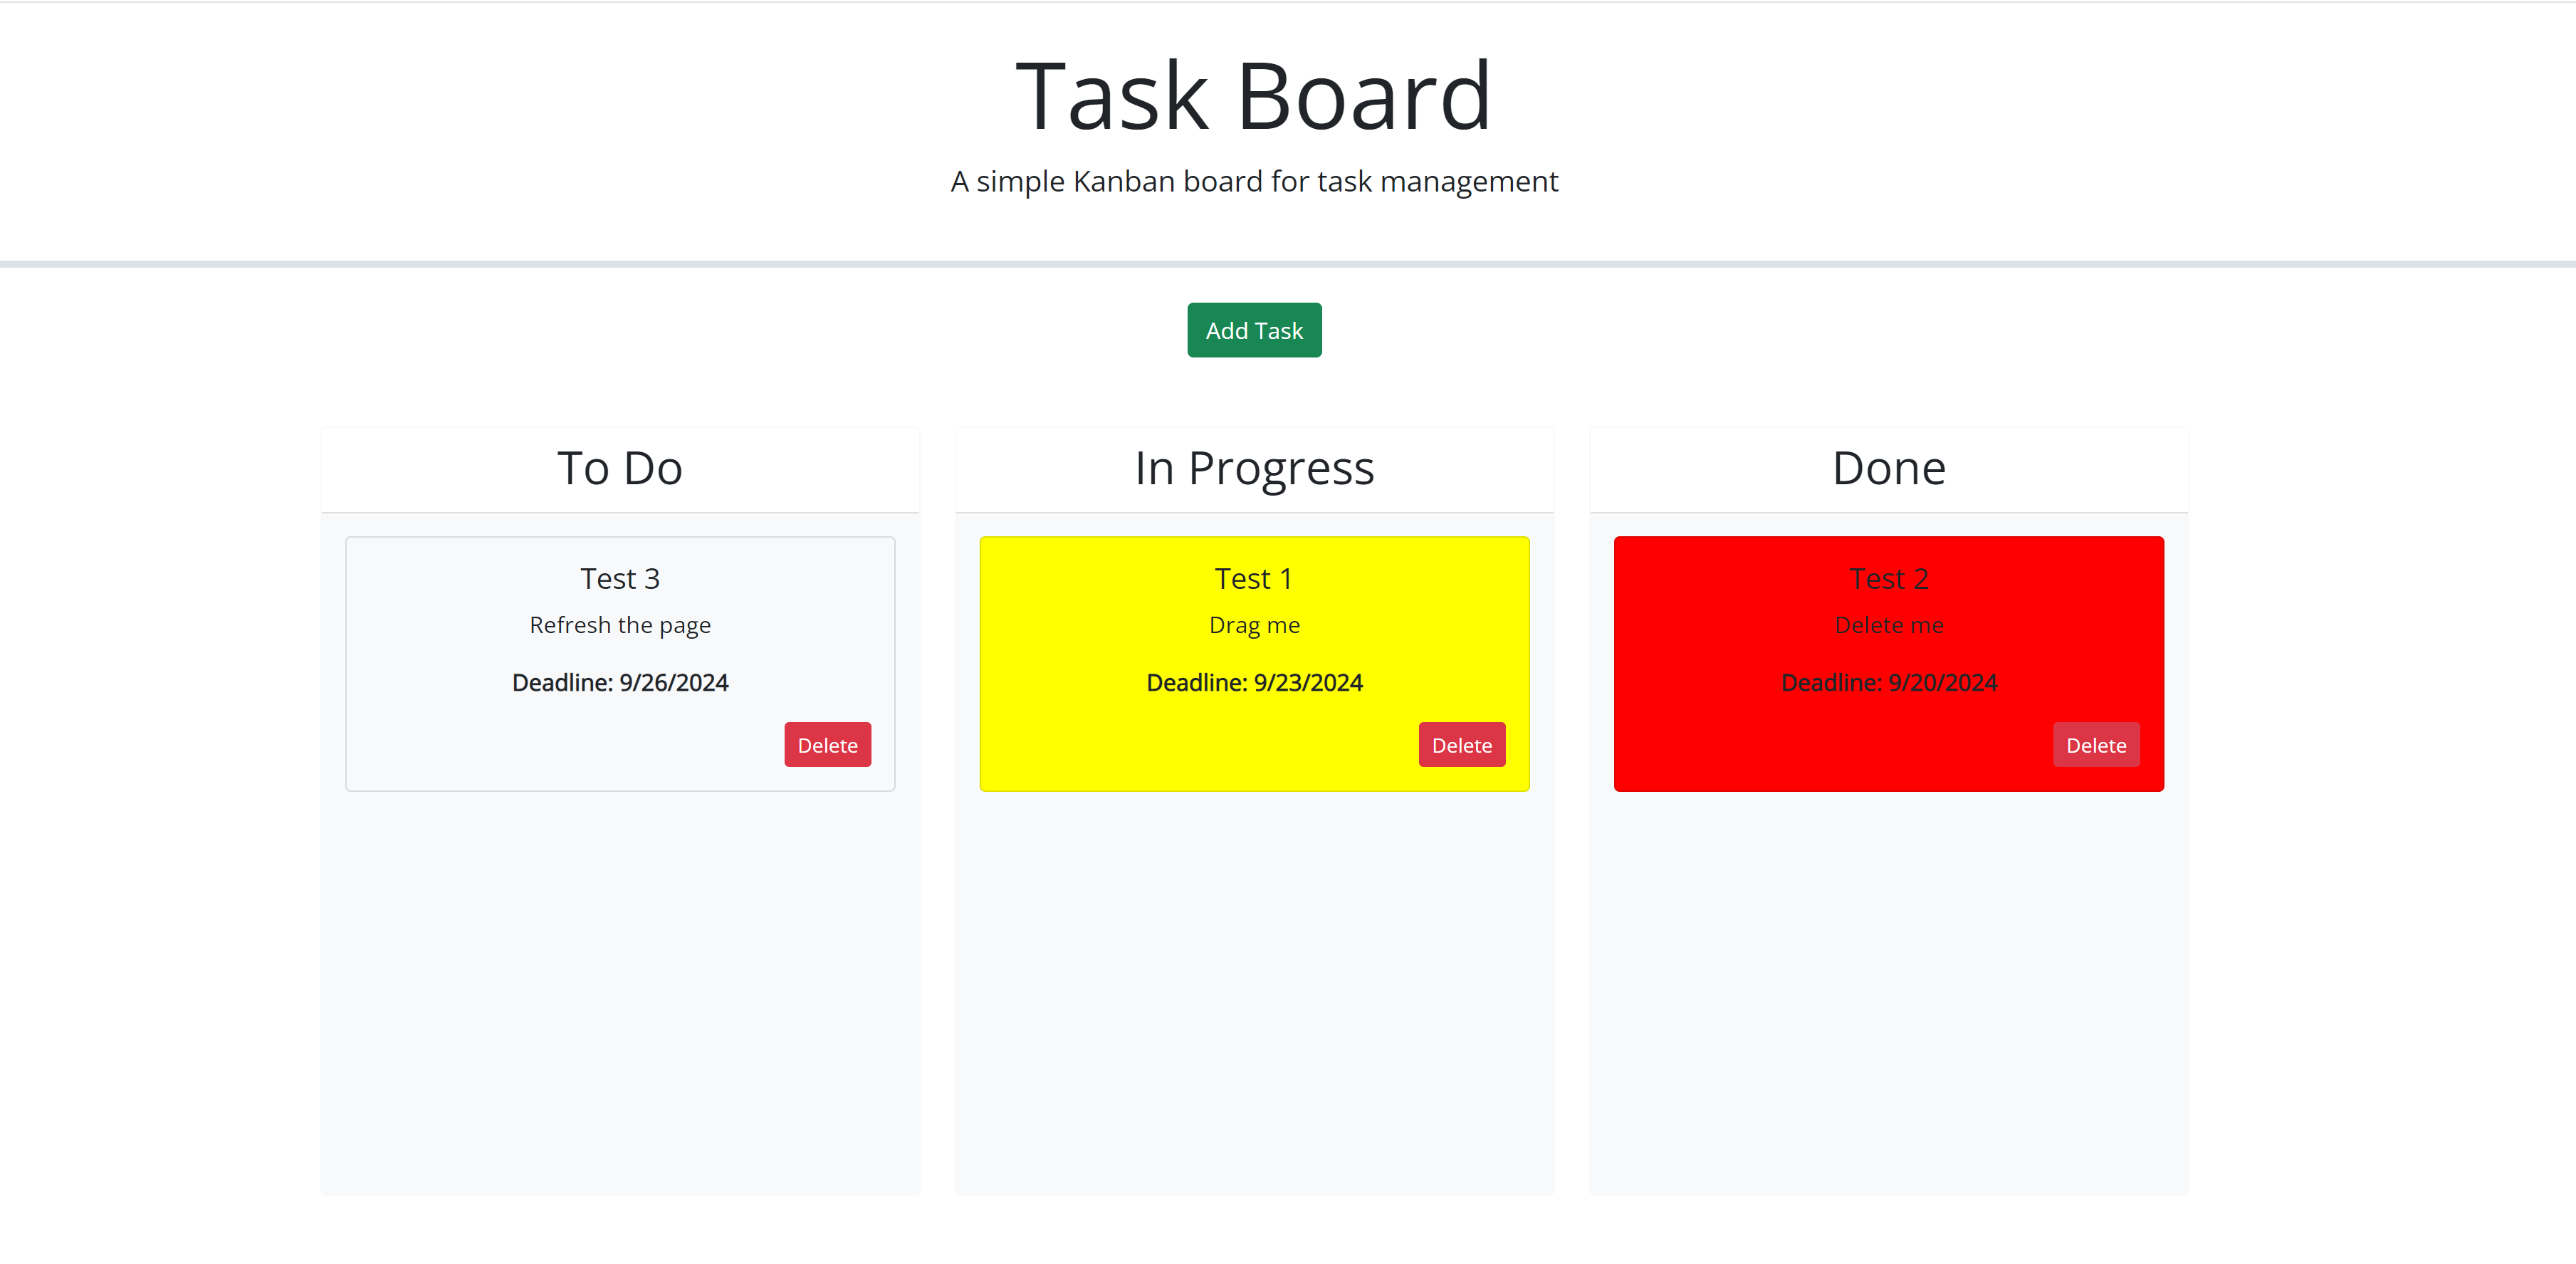 Task Board
A simple Kanban board for task management
Add Task
To Do
Test 3
Refresh the page
Deadline: 9/26/2024
Delete
In Progress
Test 1
Drag me
Deadline: 9/23/2024
Delete
Done
Test 2
Delete me
Deadline: 9/20/2024
Delete